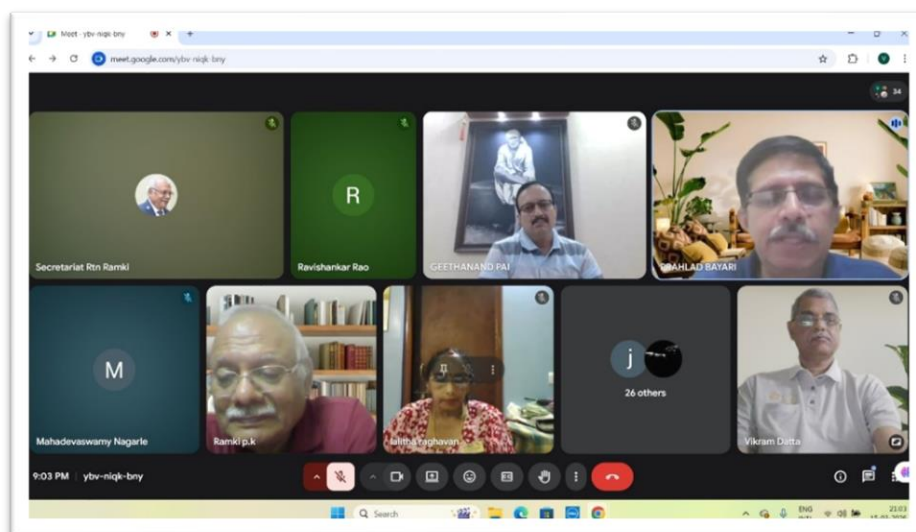 Meet - ybv-niqk-bny
meet.google.com/ybv-niqk-bny
34
Secretariat Rtn Ramki
R
Ravishankar Rao
GEETHANAND PAI
PRAHLAD BAYARI
M
Mahadevaswamy Nagarle
Ramki p.k
lalitha raghavan
j
26 others
Vikram Datta
9:03 PM | ybv-niqk-bny
Search
ENG
21:03